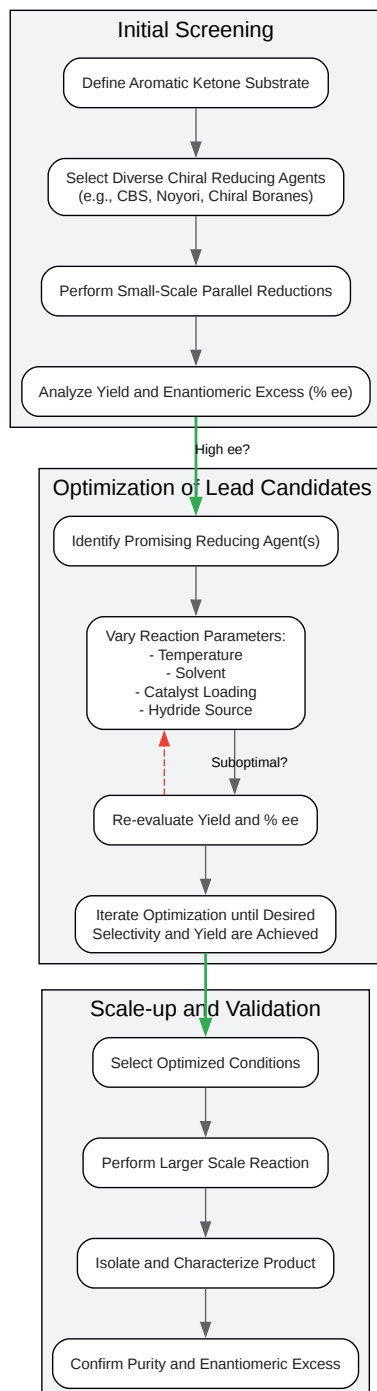 Initial Screening
Define Aromatic Ketone Substrate
Select Diverse Chiral Reducing Agents
(e.g., CBS, Noyori, Chiral Boranes)
Perform Small-Scale Parallel Reductions
Analyze Yield and Enantiomeric Excess (% ee)
High ee?
Optimization of Lead Candidates
Identify Promising Reducing Agent(s)
Vary Reaction Parameters:
- Temperature
- Solvent
- Catalyst Loading
- Hydride Source
Suboptimal?
Re-evaluate Yield and % ee
Iterate Optimization until Desired
Selectivity and Yield are Achieved
Scale-up and Validation
Select Optimized Conditions
Perform Larger Scale Reaction
Isolate and Characterize Product
Confirm Purity and Enantiomeric Excess